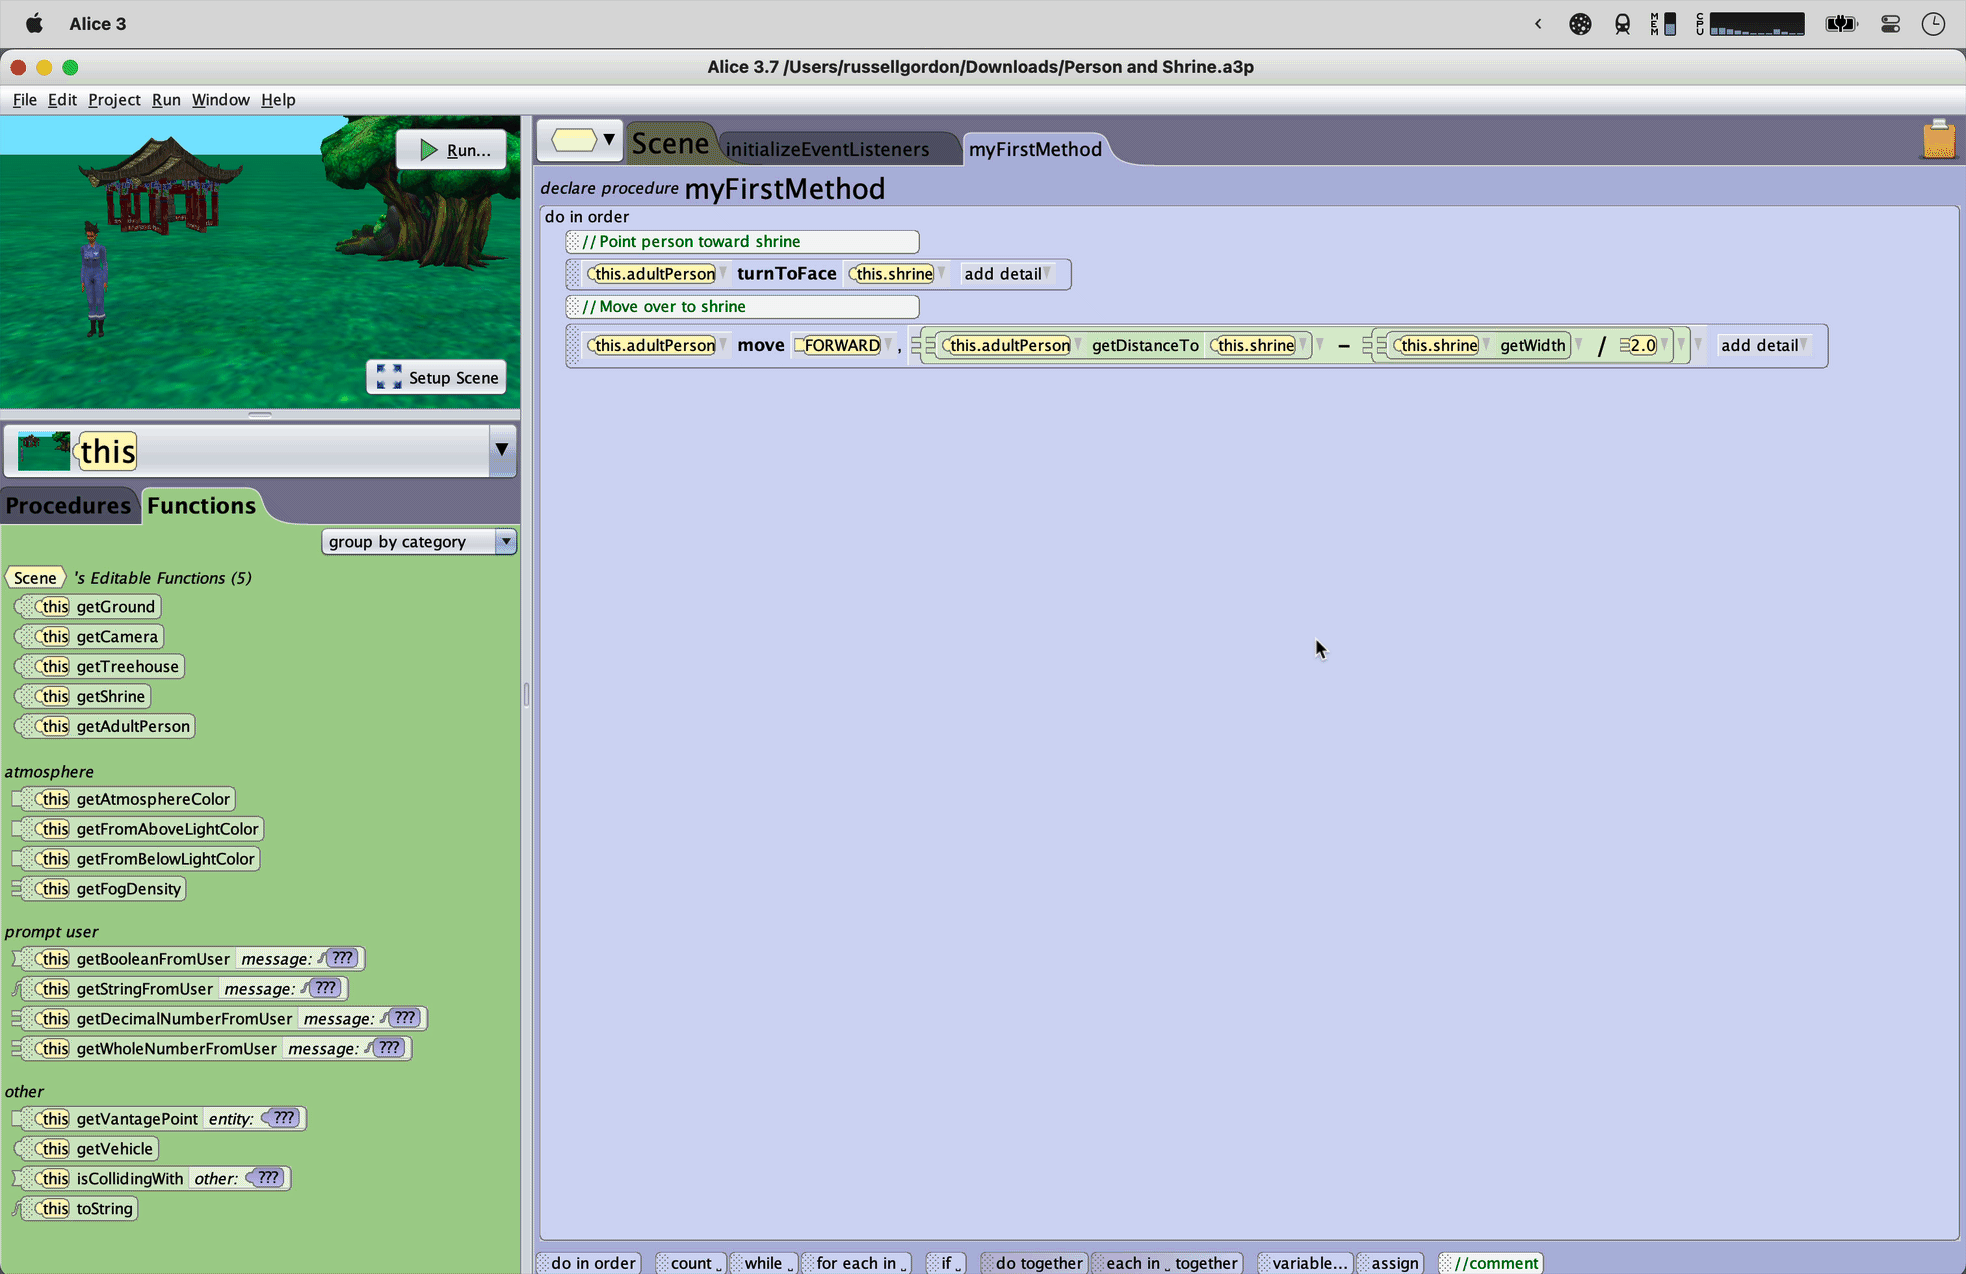 Alice 3
MEM
CPU
Alice 3.7 /Users/russellgordon/Downloads/Person and Shrine.a3p
File Edit Project Run Window Help
Run...
Setup Scene
this
Procedures Functions
group by category
Scene 's Editable Functions (5)
this getGround
this getCamera
this getTreehouse
this getShrine
this getAdultPerson
atmosphere
this getAtmosphereColor
this getFromAboveLightColor
this getFromBelowLightColor
this getFogDensity
prompt user
this getBooleanFromUser message: ???
this getStringFromUser message: ???
this getDecimalNumberFromUser message: ???
this getWholeNumberFromUser message: ???
other
this getVantagePoint entity: ???
this getVehicle
this isCollidingWith other: ???
this toString
Scene initializeEventListeners myFirstMethod
declare procedure myFirstMethod
do in order
// Point person toward shrine
this.adultPerson turnToFace this.shrine add detail
// Move over to shrine
this.adultPerson move FORWARD , this.adultPerson getDistanceTo this.shrine - this.shrine getWidth / 2.0 add detail
do in order count _ while _ for each in _ if _ do together each in _ together variable... assign //comment